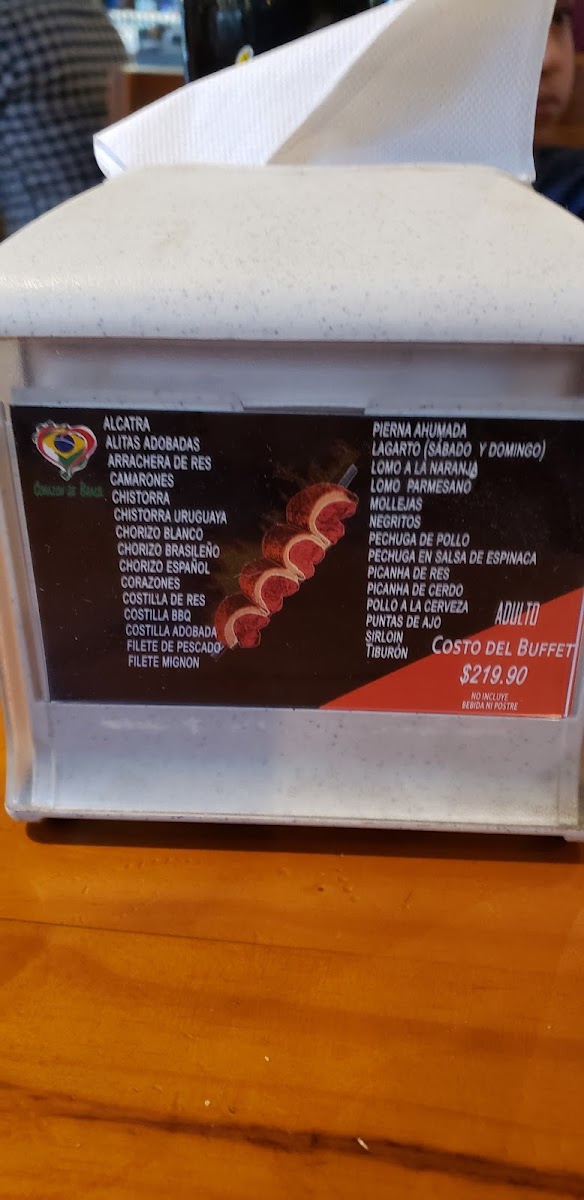 CORAZON DE BRASIL
ALCATRA
ALITAS ADOBADAS
ARRACHERA DE RES
CAMARONES
CHISTORRA
CHISTORRA URUGUAYA
CHORIZO BLANCO
CHORIZO BRASILEÑO
CHORIZO ESPAÑOL
CORAZONES
COSTILLA DE RES
COSTILLA BBQ
COSTILLA ADOBADA
FILETE DE PESCADO
FILETE MIGNON
PIERNA AHUMADA
LAGARTO (SÁBADO Y DOMINGO)
LOMO A LA NARANJA
LOMO PARMESANO
MOLLEJAS
NEGRITOS
PECHUGA DE POLLO
PECHUGA EN SALSA DE ESPINACA
PICANHA DE RES
PICANHA DE CERDO
POLLO A LA CERVEZA
PUNTAS DE AJO
SIRLOIN
TIBURÓN
ADULTO
COSTO DEL BUFFET
$219.90
NO INCLUYE
BEBIDA NI POSTRE